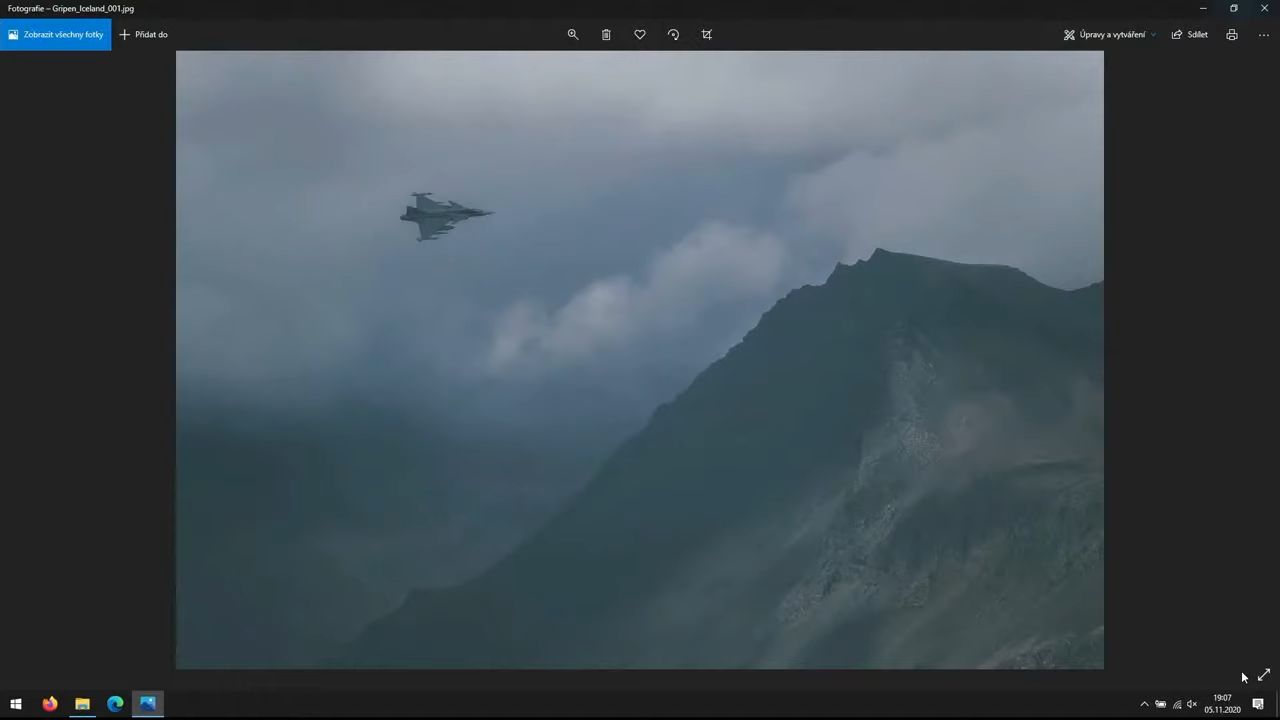 Fotografie – Gripen_Iceland_001.jpg
Zobrazit všechny fotky
Přidat do
Úpravy a vytváření
Sdílet
19:07
05.11.2020